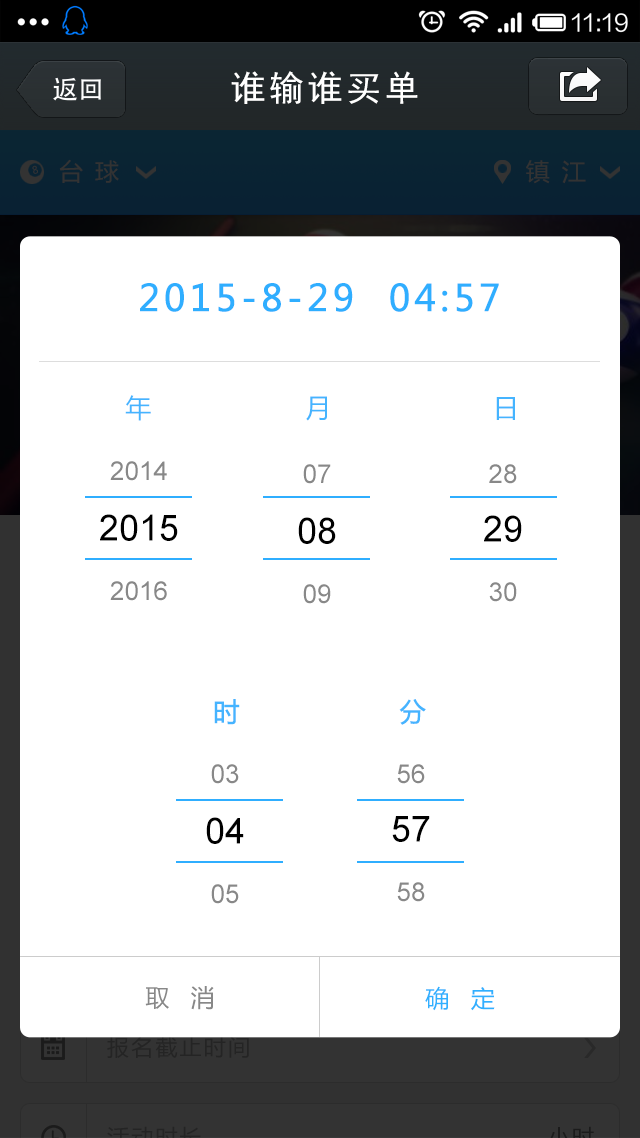 11:19
返回 谁输谁买单
台球 镇江
2015-8-29 04:57
年 月 日
2014 07 28
2015 08 29
2016 09 30
时 分
03 56
04 57
05 58
取消 确定
报名截止时间
活动时长 小时